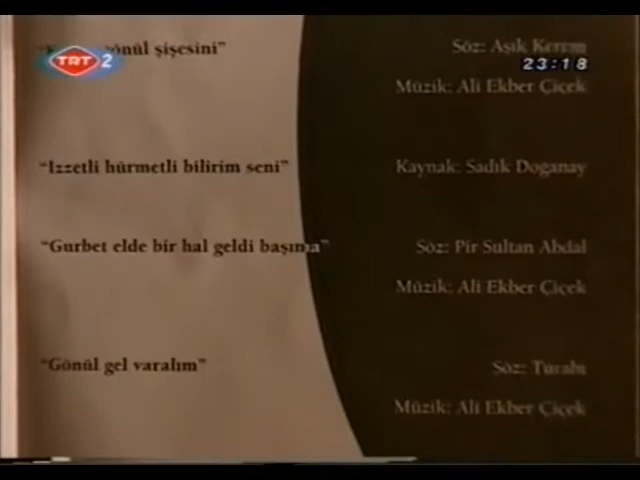 gönül şişesini" Söz: Aşık Kerem
TRT 2
23:18
Müzik: Ali Ekber Çiçek
"Izzetli hürmetli bilirim seni" Kaynak: Sadık Doganay
"Gurbet elde bir hal geldi başıma" Söz: Pir Sultan Abdal
Müzik: Ali Ekber Çiçek
"Gönül gel varalım" Söz: Turabı
Müzik: Ali Ekber Çiçek